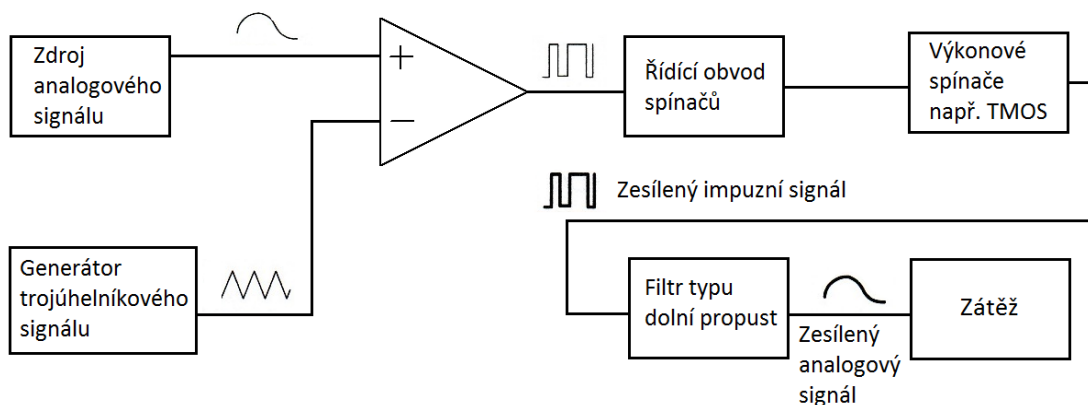 Zdroj
analogového
signálu
+
−
Řídící obvod
spínačů
Výkonové
spínače
např. TMOS
Zesílený impuzní signál
Generátor
trojúhelníkového
signálu
Filtr typu
dolní propust
Zesílený
analogový
signál
Zátěž